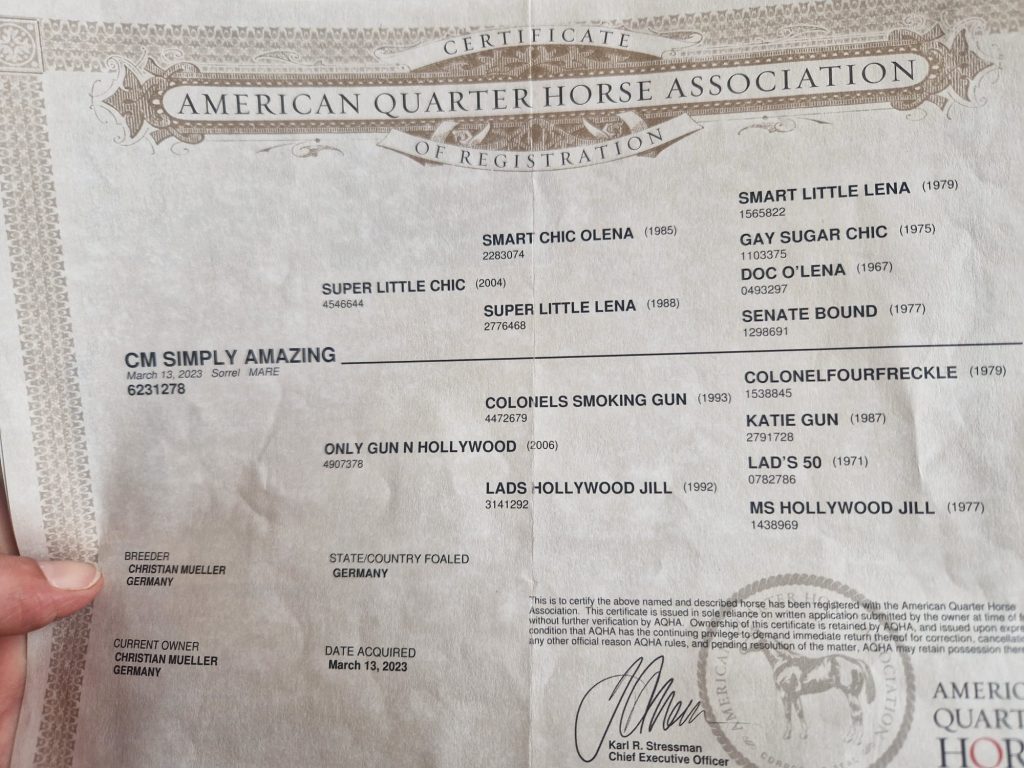 CERTIFICATE
AMERICAN QUARTER HORSE ASSOCIATION
OF REGISTRATION
SMART LITTLE LENA (1979)
1565822
SMART CHIC OLENA (1985)
2283074
GAY SUGAR CHIC (1975)
1103375
SUPER LITTLE CHIC (2004)
4546644
DOC O'LENA (1967)
0493297
SUPER LITTLE LENA (1988)
2776468
SENATE BOUND (1977)
1298691
CM SIMPLY AMAZING
March 13, 2023 Sorrel MARE
6231278
COLONELFOURFRECKLE (1979)
1538845
COLONELS SMOKING GUN (1993)
4472679
KATIE GUN (1987)
2791728
ONLY GUN N HOLLYWOOD (2006)
4907378
LAD'S 50 (1971)
0782786
LADS HOLLYWOOD JILL (1992)
3141292
MS HOLLYWOOD JILL (1977)
1438969
BREEDER
CHRISTIAN MUELLER
GERMANY
STATE/COUNTRY FOALED
GERMANY
CURRENT OWNER
CHRISTIAN MUELLER
GERMANY
DATE ACQUIRED
March 13, 2023
This is to certify the above named and described horse has been registered with the American Quarter Horse
Association. This certificate is issued in sole reliance on written application submitted by the owner at time of
without further verification by AQHA. Ownership of this certificate is retained by AQHA, and issued upon
condition that AQHA has the continuing privilege to demand immediate return thereof for correction,
any other official reason AQHA rules, and pending resolution of the matter, AQHA may retain possession
Karl R. Stressman
Chief Executive Officer
AMERIC
QUART
HOR